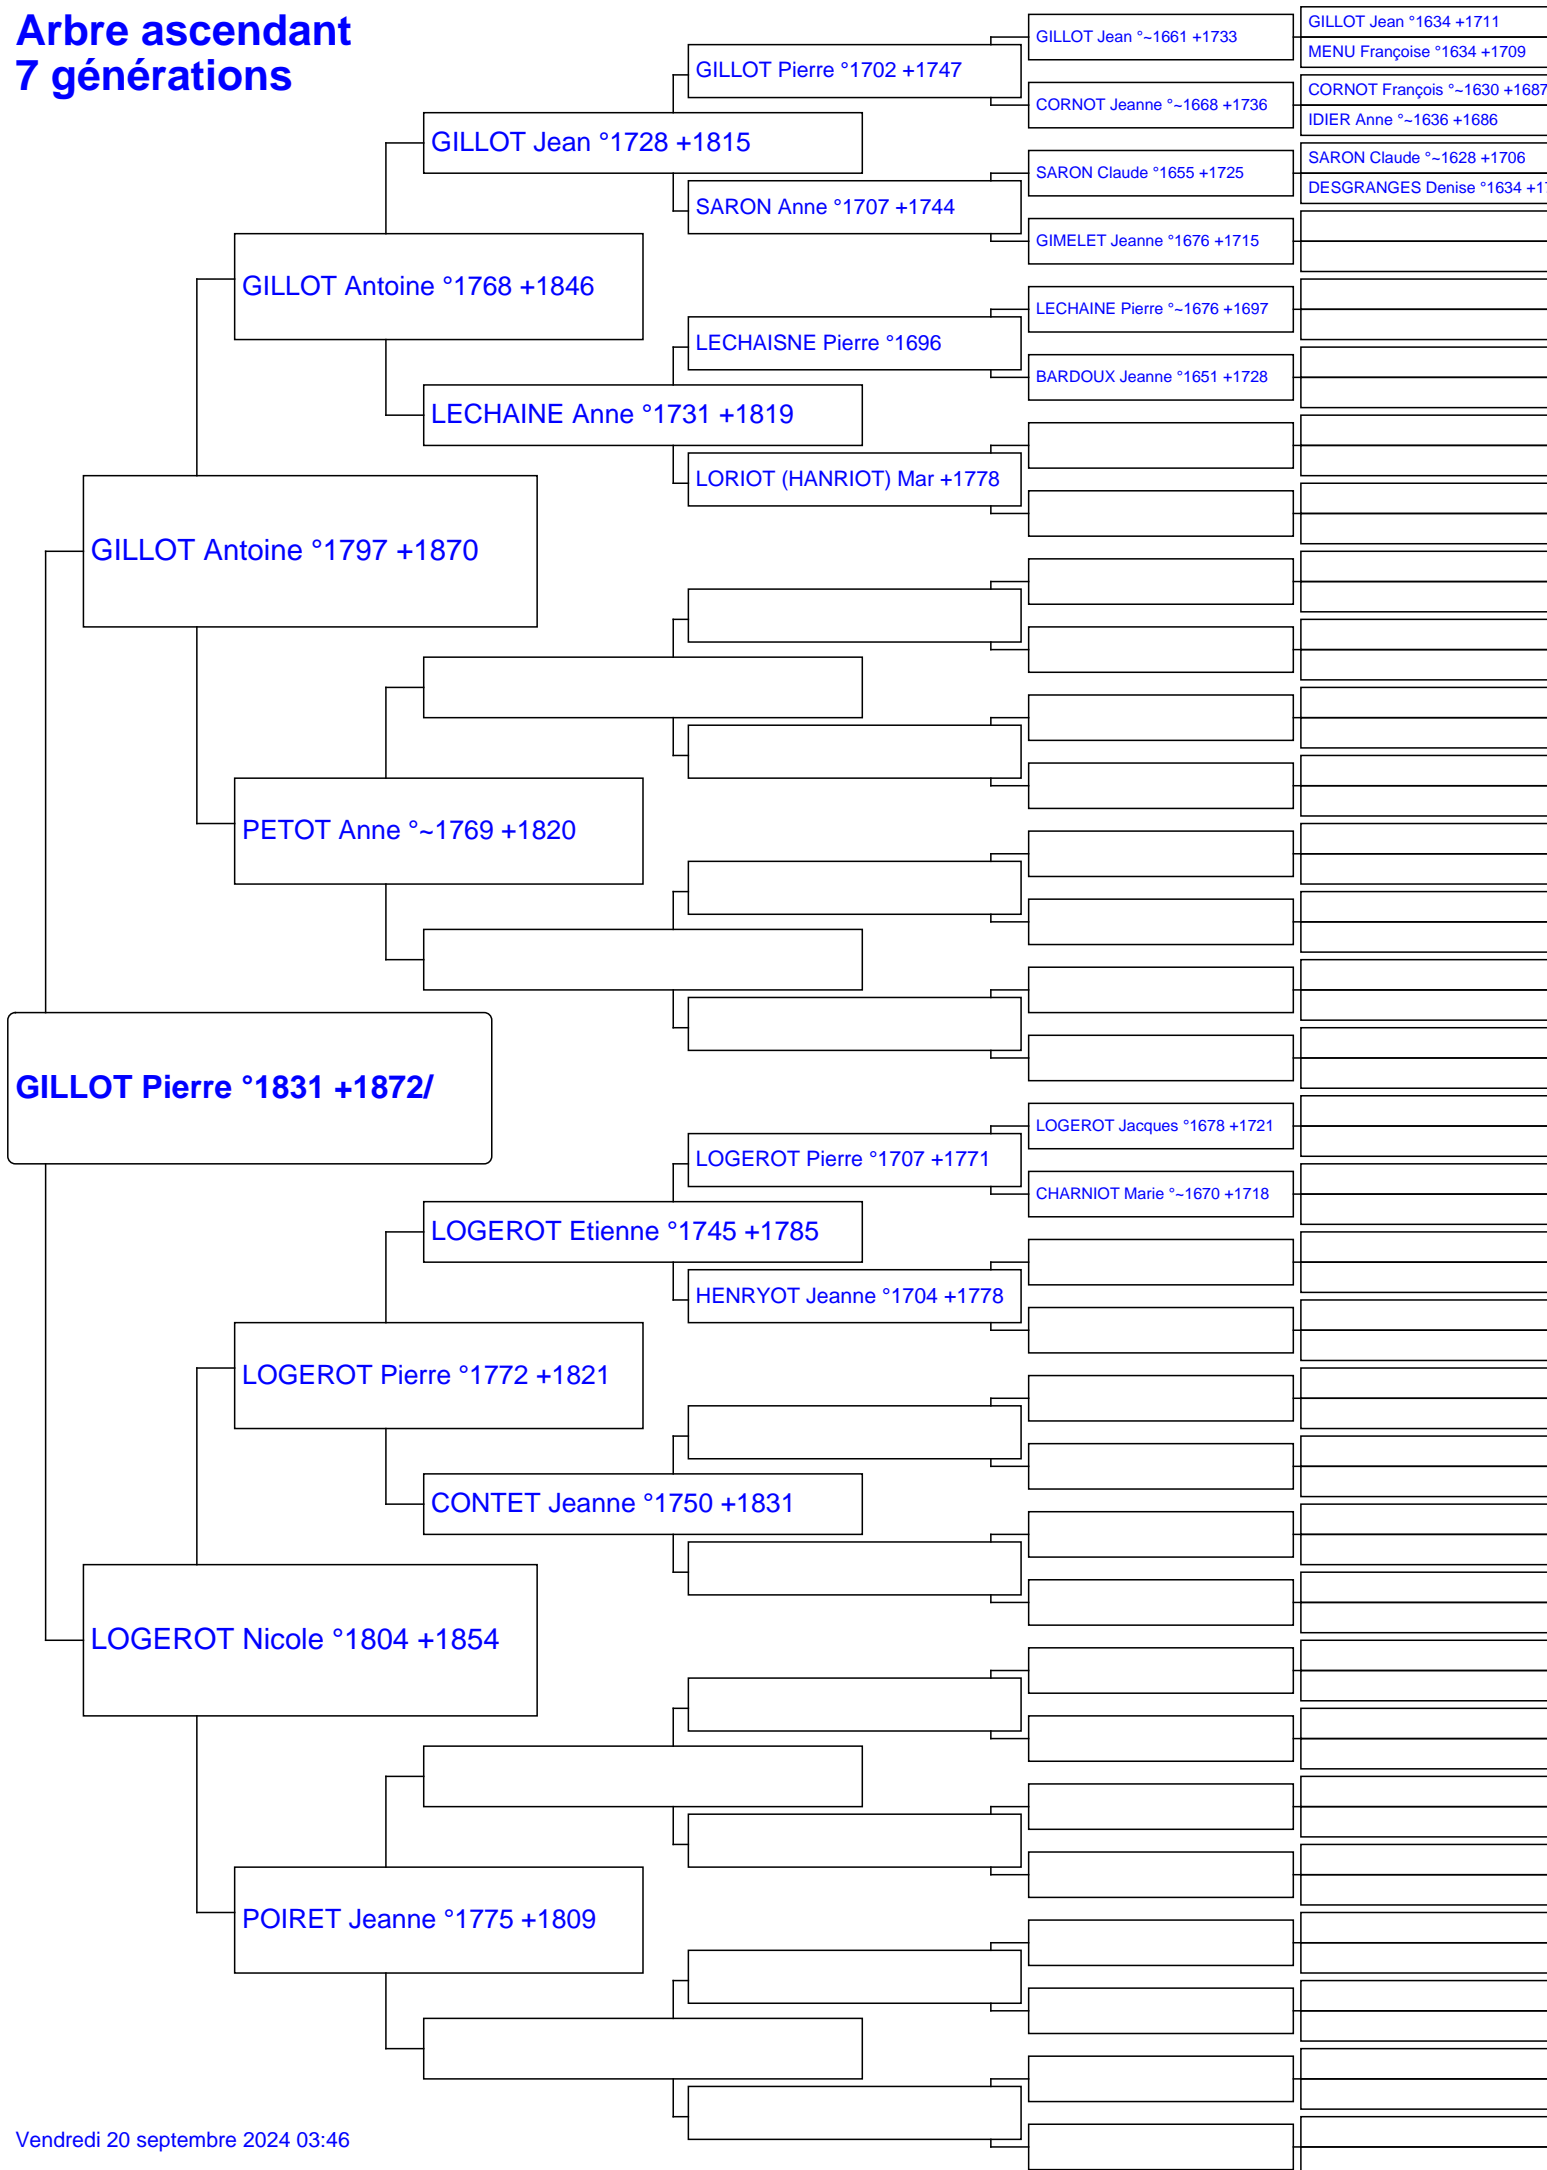 Arbre ascendant
7 générations
GILLOT Jean °1634 +1711
GILLOT Jean °~1661 +1733
MENU Françoise °1634 +1709
GILLOT Pierre °1702 +1747
CORNOT François °~1630 +1687
CORNOT Jeanne °~1668 +1736
IDIER Anne °~1636 +1686
GILLOT Jean °1728 +1815
SARON Claude °~1628 +1706
SARON Claude °1655 +1725
DESGRANGES Denise °1634
SARON Anne °1707 +1744
GIMELET Jeanne °1676 +1715
GILLOT Antoine °1768 +1846
LECHAINE Pierre °~1676 +1697
LECHAISNE Pierre °1696
BARDOUX Jeanne °1651 +1728
LECHAINE Anne °1731 +1819
LORIOT (HANRIOT) Mar +1778
GILLOT Antoine °1797 +1870
PETOT Anne °~1769 +1820
GILLOT Pierre °1831 +1872/
LOGEROT Jacques °1678 +1721
LOGEROT Pierre °1707 +1771
CHARNIOT Marie °~1670 +1718
LOGEROT Etienne °1745 +1785
HENRYOT Jeanne °1704 +1778
LOGEROT Pierre °1772 +1821
CONTET Jeanne °1750 +1831
LOGEROT Nicole °1804 +1854
POIRET Jeanne °1775 +1809
Vendredi 20 septembre 2024 03:46